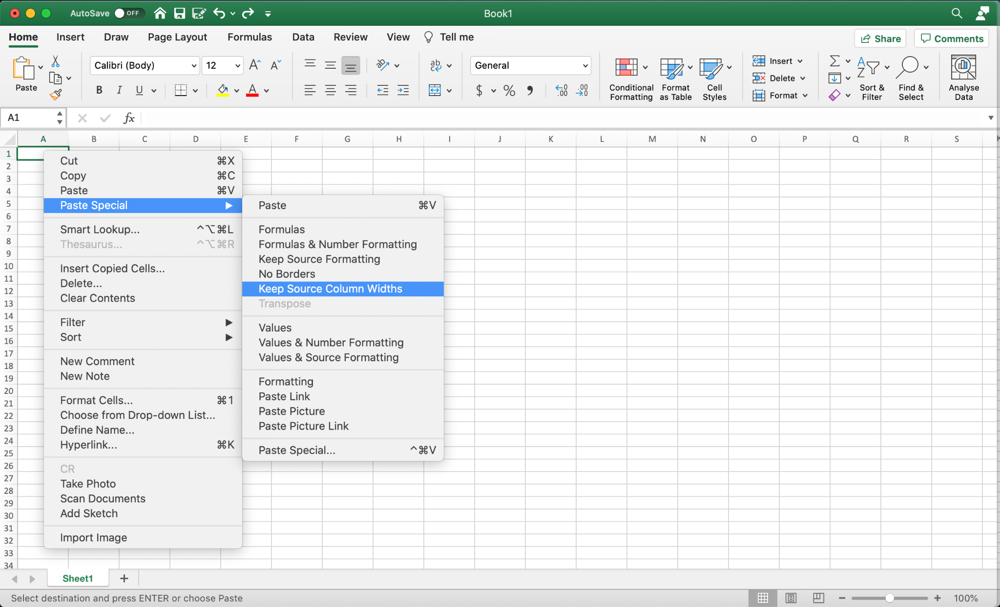 AutoSave OFF Book1
Home Insert Draw Page Layout Formulas Data Review View Tell me Share Comments
Paste
Calibri (Body) 12 A^ A˅
B I U A
ab
ab
c
General
$ % 9 .0 .00 .00 .0
Conditional Formatting
Format as Table
Cell Styles
Insert
Delete
Format
Σ
A
Z
Sort & Filter
Find & Select
Analyse Data
A1 fx
A B C D E F G H I J K L M N O P Q R S
1
2
3
4
5
6
7
8
9
10
11
12
13
14
15
16
17
18
19
20
21
22
23
24
25
26
27
28
29
30
31
32
33
34
Cut ⌘X
Copy ⌘C
Paste ⌘V
Paste Special
Smart Lookup... ^⌥⌘L
Thesaurus... ^⌥⌘R
Insert Copied Cells...
Delete...
Clear Contents
Filter
Sort
New Comment
New Note
Format Cells... ⌘1
Choose from Drop-down List...
Define Name...
Hyperlink... ⌘K
CR
Take Photo
Scan Documents
Add Sketch
Import Image
Paste ⌘V
Formulas
Formulas & Number Formatting
Keep Source Formatting
No Borders
Keep Source Column Widths
Transpose
Values
Values & Number Formatting
Values & Source Formatting
Formatting
Paste Link
Paste Picture
Paste Picture Link
Paste Special... ^⌘V
Sheet1 +
Select destination and press ENTER or choose Paste − + 100%